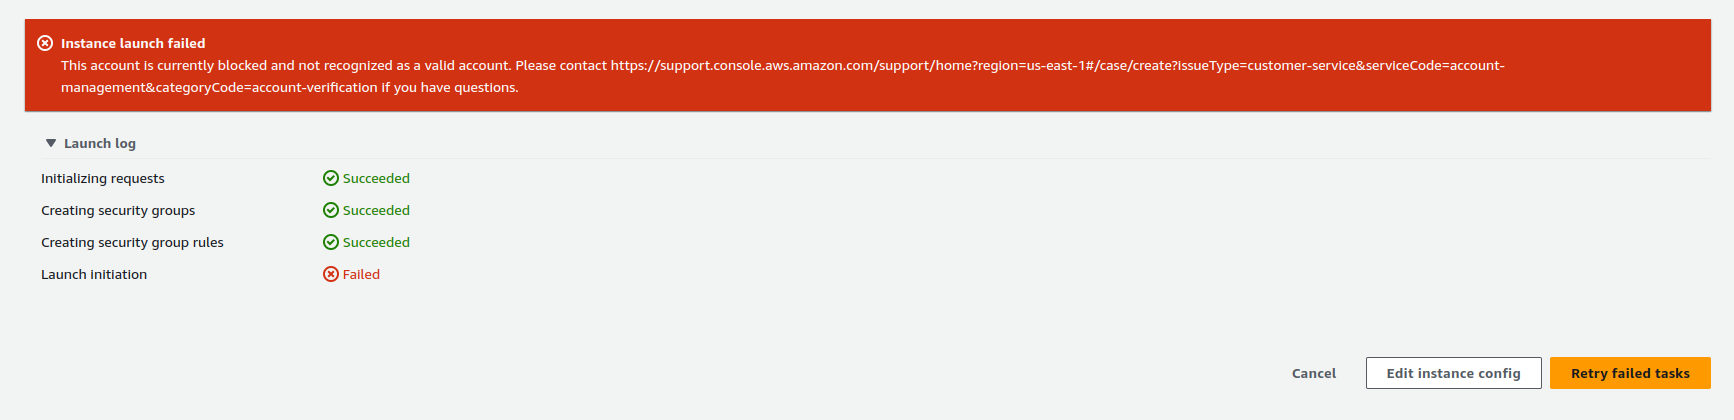 Instance launch failed
This account is currently blocked and not recognized as a valid account. Please contact https://support.console.aws.amazon.com/support/home?region=us-east-1#/case/create?issueType=customer-service&serviceCode=account-
management&categoryCode=account-verification if you have questions.
Launch log
Initializing requests Succeeded
Creating security groups Succeeded
Creating security group rules Succeeded
Launch initiation Failed
Cancel Edit instance config Retry failed tasks